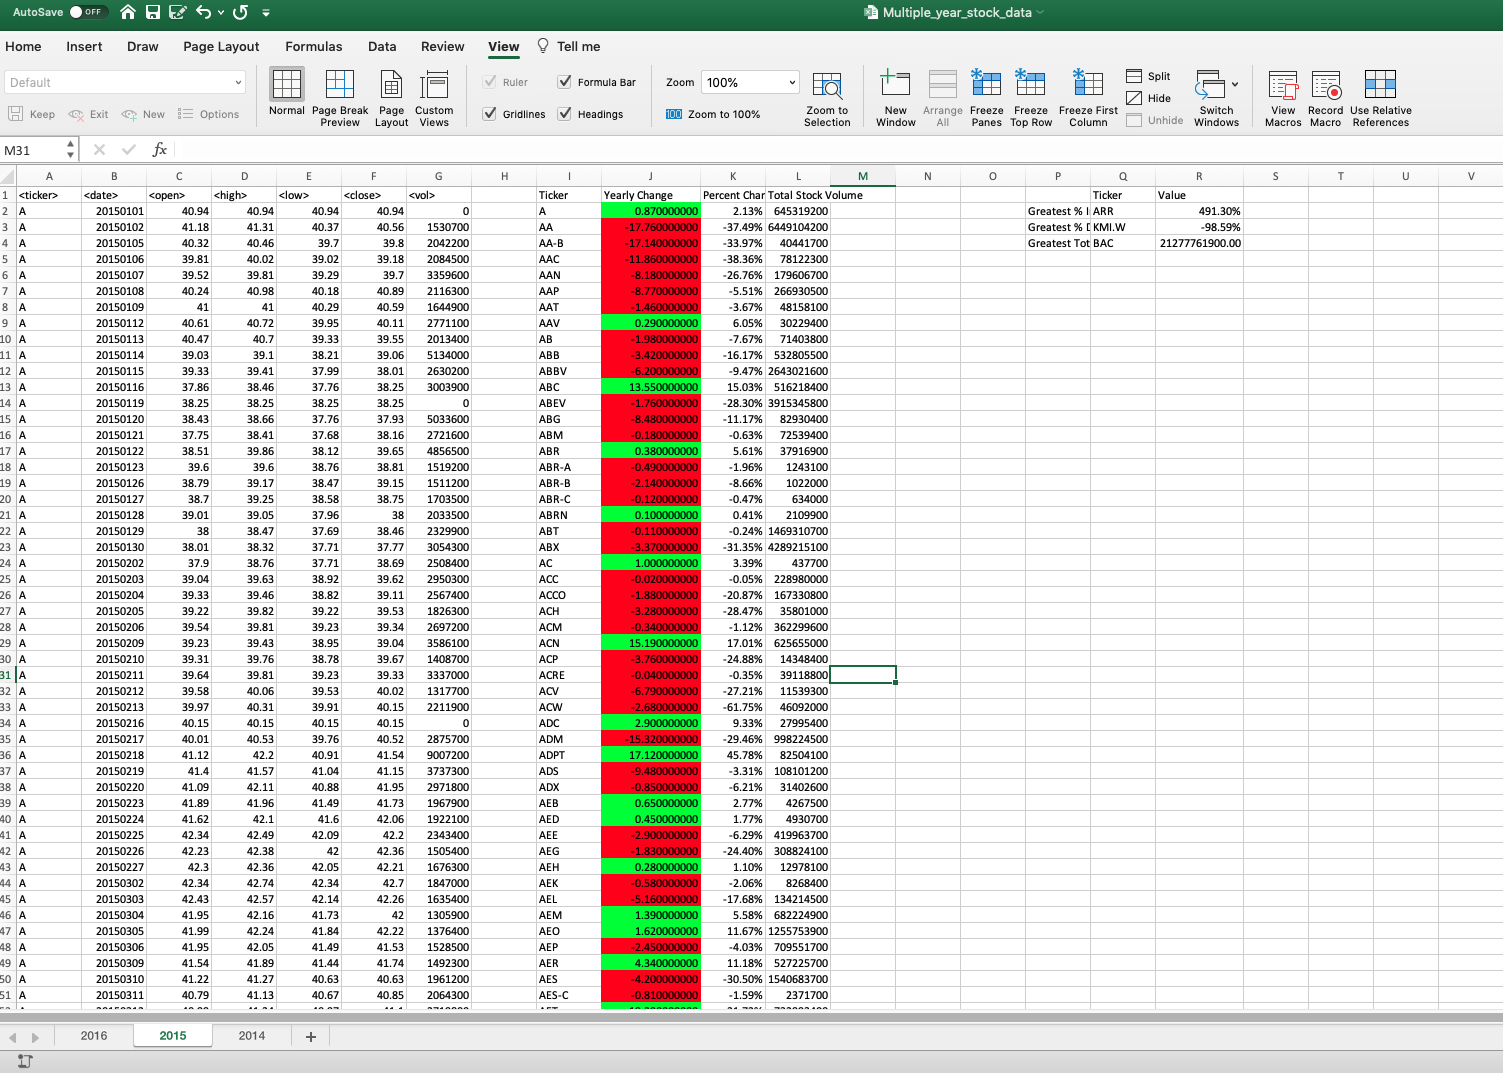 AutoSave OFF Multiple_year_stock_data
Home Insert Draw Page Layout Formulas Data Review View Tell me
Default Ruler Formula Bar Zoom 100% Split
Keep Exit New Options Normal Page Break Preview Page Layout Custom Views Gridlines Headings 100 Zoom to 100% Zoom to Selection New Window Arrange All Freeze Panes Freeze Top Row Freeze First Column Hide Unhide Switch Windows View Macros Record Macro Use Relative References
M31 fx
A B C D E F G H I J K L M N O P Q R S T U V
1 <ticker> <date> <open> <high> <low> <close> <vol> Ticker Yearly Change Percent Char Total Stock Volume Ticker Value
2 A 20150101 40.94 40.94 40.94 40.94 0 A 0.870000000 2.13% 645319200 Greatest % I ARR 491.30%
3 A 20150102 41.18 41.31 40.37 40.56 1530700 AA -17.760000000 -37.49% 6449104200 Greatest % D KMI.W -98.59%
4 A 20150105 40.32 40.46 39.7 39.8 2042200 AA-B -17.140000000 -33.97% 40441700 Greatest Tot BAC 21277761900.00
5 A 20150106 39.81 40.02 39.02 39.18 2084500 AAC -11.860000000 -38.36% 78122300
6 A 20150107 39.52 39.81 39.29 39.7 3359600 AAN -8.180000000 -26.76% 179606700
7 A 20150108 40.24 40.98 40.18 40.89 2116300 AAP -8.770000000 -5.51% 266930500
8 A 20150109 41 41 40.29 40.59 1644900 AAT -1.460000000 -3.67% 48158100
9 A 20150112 40.61 40.72 39.95 40.11 2771100 AAV 0.290000000 6.05% 30229400
10 A 20150113 40.47 40.7 39.33 39.55 2013400 AB -1.980000000 -7.67% 71403800
11 A 20150114 39.03 39.1 38.21 39.06 5134000 ABB -3.420000000 -16.17% 532805500
12 A 20150115 39.33 39.41 37.99 38.01 2630200 ABBV -6.200000000 -9.47% 2643021600
13 A 20150116 37.86 38.46 37.76 38.25 3003900 ABC 13.550000000 15.03% 516218400
14 A 20150119 38.25 38.25 38.25 38.25 0 ABEV -1.760000000 -28.30% 3915345800
15 A 20150120 38.43 38.66 37.76 37.93 5033600 ABG -8.480000000 -11.17% 82930400
16 A 20150121 37.75 38.41 37.68 38.16 2721600 ABM -0.180000000 -0.63% 72539400
17 A 20150122 38.51 39.86 38.12 39.65 4856500 ABR 0.380000000 5.61% 37916900
18 A 20150123 39.6 39.6 38.76 38.81 1519200 ABR-A -0.490000000 -1.96% 1243100
19 A 20150126 38.79 39.17 38.47 39.15 1511200 ABR-B -2.140000000 -8.66% 1022000
20 A 20150127 38.7 39.25 38.58 38.75 1703500 ABR-C -0.120000000 -0.47% 634000
21 A 20150128 39.01 39.05 37.96 38 2033500 ABRN 0.100000000 0.41% 2109900
22 A 20150129 38 38.47 37.69 38.46 2329900 ABT -0.110000000 -0.24% 1469310700
23 A 20150130 38.01 38.32 37.71 37.77 3054300 ABX -3.370000000 -31.35% 4289215100
24 A 20150202 37.9 38.76 37.71 38.69 2508400 AC 1.000000000 3.39% 437700
25 A 20150203 39.04 39.63 38.92 39.62 2950300 ACC -0.020000000 -0.05% 228980000
26 A 20150204 39.33 39.46 38.82 39.11 2567400 ACCO -1.880000000 -20.87% 167330800
27 A 20150205 39.22 39.82 39.22 39.53 1826300 ACH -3.280000000 -28.47% 35801000
28 A 20150206 39.54 39.81 39.23 39.34 2697200 ACM -0.340000000 -1.12% 362299600
29 A 20150209 39.23 39.43 38.95 39.04 3586100 ACN 15.190000000 17.01% 625655000
30 A 20150210 39.31 39.76 38.78 39.67 1408700 ACP -3.760000000 -24.88% 14348400
31 A 20150211 39.64 39.81 39.23 39.33 3337000 ACRE -0.040000000 -0.35% 39118800
32 A 20150212 39.58 40.06 39.53 40.02 1317700 ACV -6.790000000 -27.21% 11539300
33 A 20150213 39.97 40.31 39.91 40.15 2211900 ACW -2.680000000 -61.75% 46092000
34 A 20150216 40.15 40.15 40.15 40.15 0 ADC 2.900000000 9.33% 27995400
35 A 20150217 40.01 40.53 39.76 40.52 2875700 ADM -15.320000000 -29.46% 998224500
36 A 20150218 41.12 42.2 40.91 41.54 9007200 ADPT 17.120000000 45.78% 82504100
37 A 20150219 41.4 41.57 41.04 41.15 3737300 ADS -9.480000000 -3.31% 108101200
38 A 20150220 41.09 42.11 40.88 41.95 2971800 ADX -0.850000000 -6.21% 31402600
39 A 20150223 41.89 41.96 41.49 41.73 1967900 AEB 0.650000000 2.77% 4267500
40 A 20150224 41.62 42.1 41.6 42.06 1922100 AED 0.450000000 1.77% 4930700
41 A 20150225 42.34 42.49 42.09 42.2 2343400 AEE -2.900000000 -6.29% 419963700
42 A 20150226 42.23 42.38 42 42.36 1505400 AEG -1.830000000 -24.40% 308824100
43 A 20150227 42.3 42.36 42.05 42.21 1676300 AEH 0.280000000 1.10% 12978100
44 A 20150302 42.34 42.74 42.34 42.7 1847000 AEK -0.580000000 -2.06% 8268400
45 A 20150303 42.43 42.57 42.14 42.26 1635400 AEL -5.160000000 -17.68% 134214500
46 A 20150304 41.95 42.16 41.73 42 1305900 AEM 1.390000000 5.58% 682224900
47 A 20150305 41.99 42.24 41.84 42.22 1376400 AEO 1.620000000 11.67% 1255753900
48 A 20150306 41.95 42.05 41.49 41.53 1528500 AEP -2.450000000 -4.03% 709551700
49 A 20150309 41.54 41.89 41.44 41.74 1492300 AER 4.340000000 11.18% 527225700
50 A 20150310 41.22 41.27 40.63 40.63 1961200 AES -4.200000000 -30.50% 1540683700
51 A 20150311 40.79 41.13 40.67 40.85 2064300 AES-C -0.810000000 -1.59% 2371700
2016 2015 2014 +